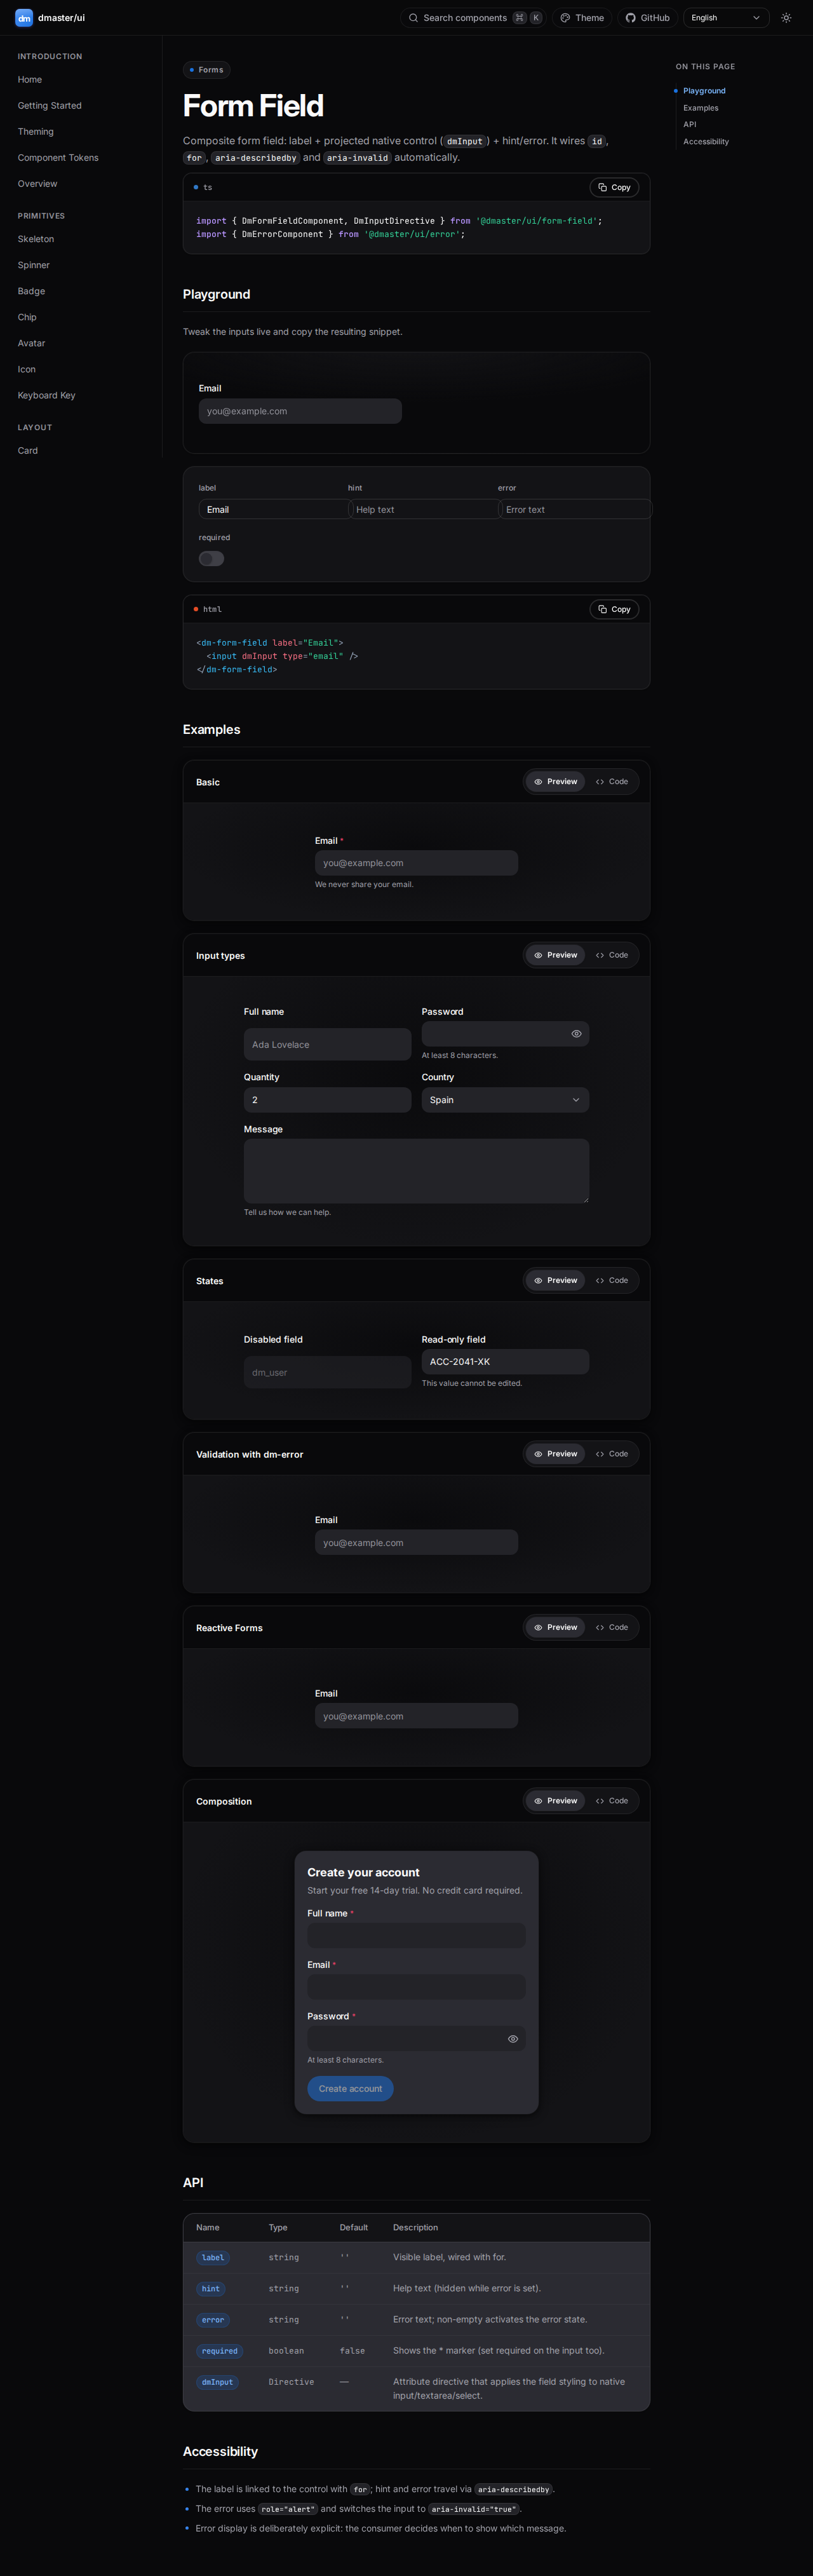 dm dmaster/ui
Search components ⌘ K
Theme
GitHub
English
INTRODUCTION
Home
Getting Started
Theming
Component Tokens
Overview
PRIMITIVES
Skeleton
Spinner
Badge
Chip
Avatar
Icon
Keyboard Key
LAYOUT
Card
Forms
Form Field
Composite form field: label + projected native control (dmInput) + hint/error. It wires id,
for, aria-describedby and aria-invalid automatically.
ts
Copy
import { DmFormFieldComponent, DmInputDirective } from '@dmaster/ui/form-field';
import { DmErrorComponent } from '@dmaster/ui/error';
Playground
Tweak the inputs live and copy the resulting snippet.
Email
you@example.com
label hint error
Email Help text Error text
required
html
Copy
<dm-form-field label="Email">
<input dmInput type="email" />
</dm-form-field>
Examples
Basic
Preview Code
Email *
you@example.com
We never share your email.
Input types
Preview Code
Full name Password
Ada Lovelace
At least 8 characters.
Quantity Country
2 Spain
Message
Tell us how we can help.
States
Preview Code
Disabled field Read-only field
dm_user ACC-2041-XK
This value cannot be edited.
Validation with dm-error
Preview Code
Email
you@example.com
Reactive Forms
Preview Code
Email
you@example.com
Composition
Preview Code
Create your account
Start your free 14-day trial. No credit card required.
Full name *
Email *
Password *
At least 8 characters.
Create account
API
Name Type Default Description
label string '' Visible label, wired with for.
hint string '' Help text (hidden while error is set).
error string '' Error text; non-empty activates the error state.
required boolean false Shows the * marker (set required on the input too).
dmInput Directive — Attribute directive that applies the field styling to native
input/textarea/select.
Accessibility
The label is linked to the control with for; hint and error travel via aria-describedby.
The error uses role="alert" and switches the input to aria-invalid="true".
Error display is deliberately explicit: the consumer decides when to show which message.
ON THIS PAGE
Playground
Examples
API
Accessibility